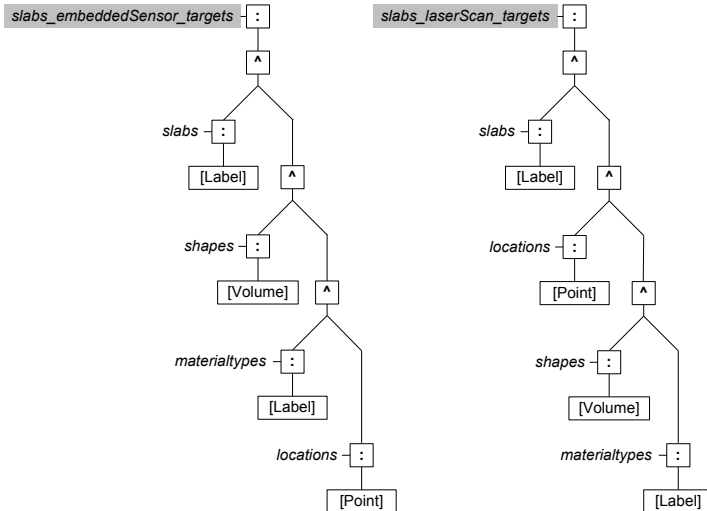 slabs_embeddedSensor_targets :
^
slabs :
[Label]
^
shapes :
[Volume]
^
materialtypes :
[Label]
locations :
[Point]
slabs_laserScan_targets :
^
slabs :
[Label]
^
locations :
[Point]
^
shapes :
[Volume]
materialtypes :
[Label]